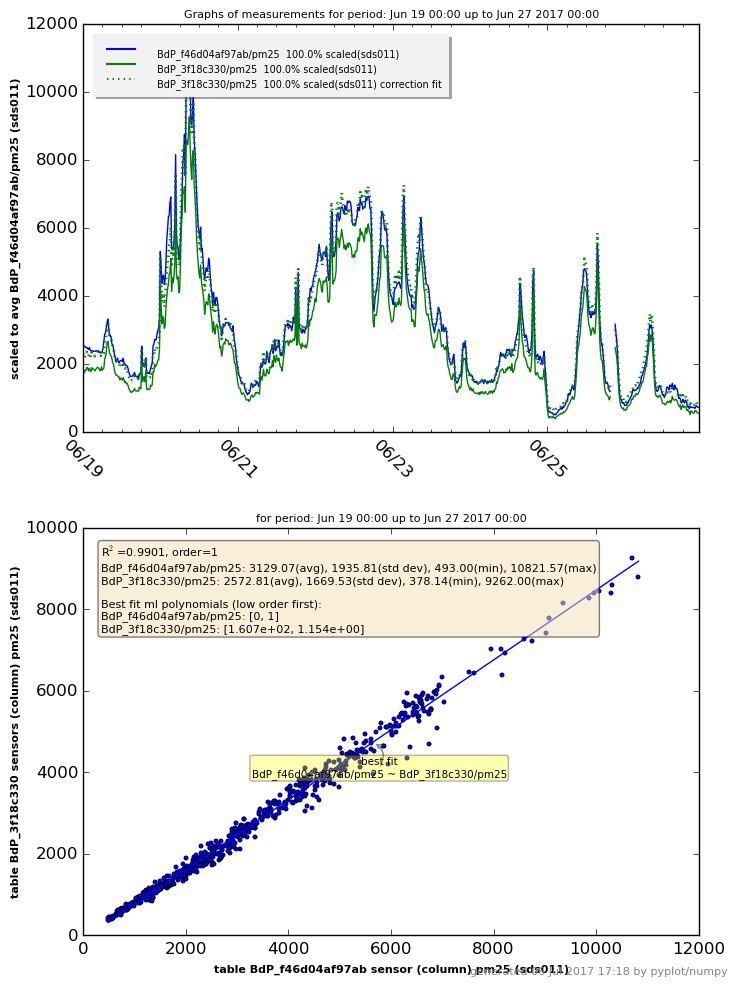 Graphs of measurements for period: Jun 19 00:00 up to Jun 27 2017 00:00
12000
10000
8000
6000
4000
2000
0
scaled to avg BdP_f46d04af97ab/pm25 (sds011)
BdP_f46d04af97ab/pm25  100.0% scaled(sds011)
BdP_3f18c330/pm25  100.0% scaled(sds011)
BdP_3f18c330/pm25  100.0% scaled(sds011) correction fit
06/19
06/21
06/23
06/25
for period: Jun 19 00:00 up to Jun 27 2017 00:00
10000
8000
6000
4000
2000
0
table BdP_3f18c330 sensors (column) pm25 (sds011)
R² =0.9901, order=1
BdP_f46d04af97ab/pm25: 3129.07(avg), 1935.81(std dev), 493.00(min), 10821.57(max)
BdP_3f18c330/pm25: 2572.81(avg), 1669.53(std dev), 378.14(min), 9262.00(max)
Best fit ml polynomials (low order first):
BdP_f46d04af97ab/pm25: [0, 1]
BdP_3f18c330/pm25: [1.607e+02, 1.154e+00]
best fit
BdP_f46d04af97ab/pm25 ~ BdP_3f18c330/pm25
0 2000 4000 6000 8000 10000 12000
table BdP_f46d04af97ab sensor (column) pm25 (sds011)
Jul 2017 17:18 by pyplot/numpy